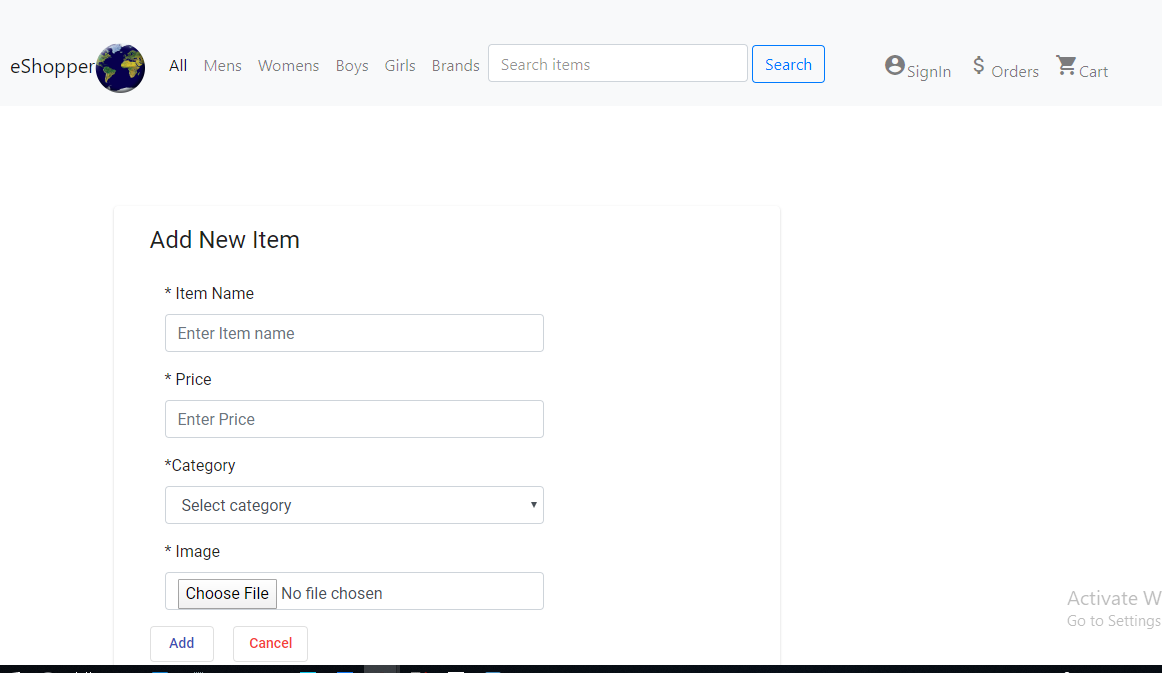 eShopper All Mens Womens Boys Girls Brands Search items Search SignIn Orders Cart
Add New Item
* Item Name
Enter Item name
* Price
Enter Price
*Category
Select category
* Image
Choose File No file chosen
Add Cancel
Activate W
Go to Settings